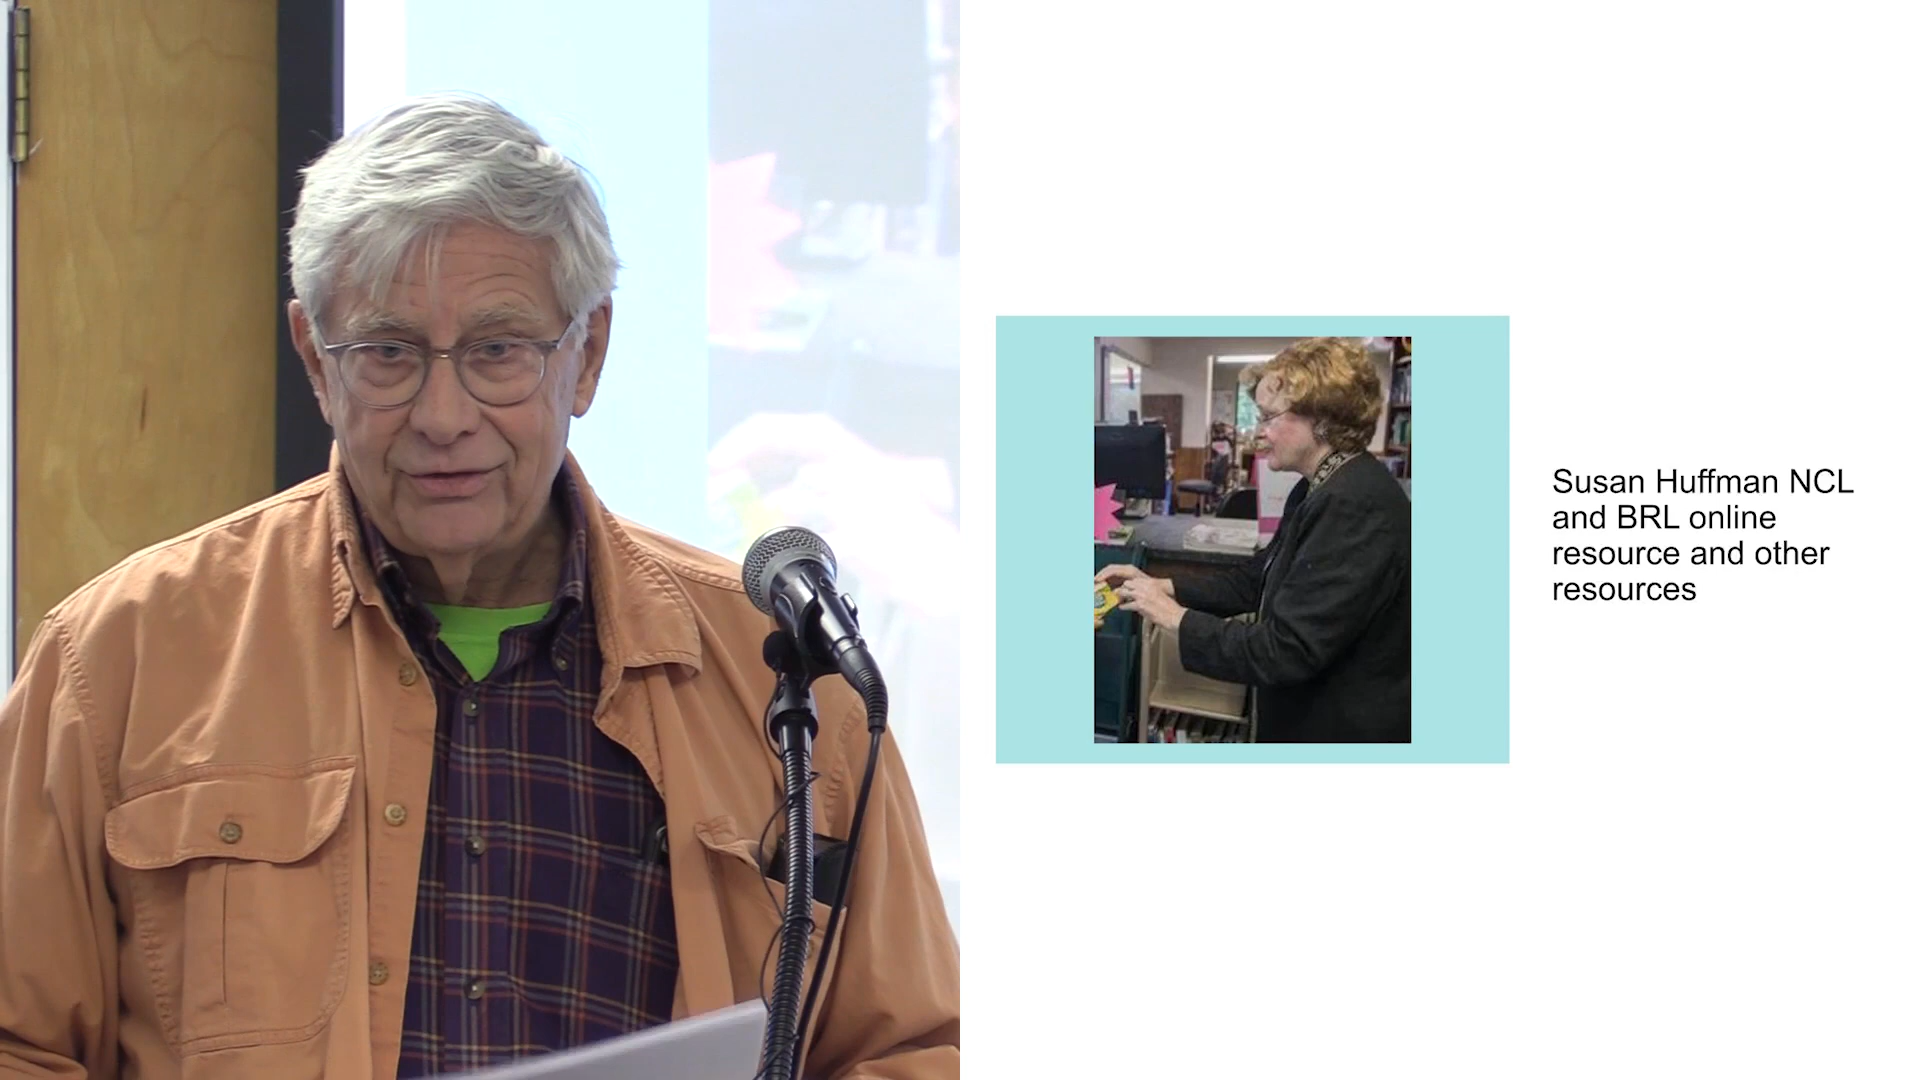 Susan Huffman NCL
and BRL online
resource and other
resources